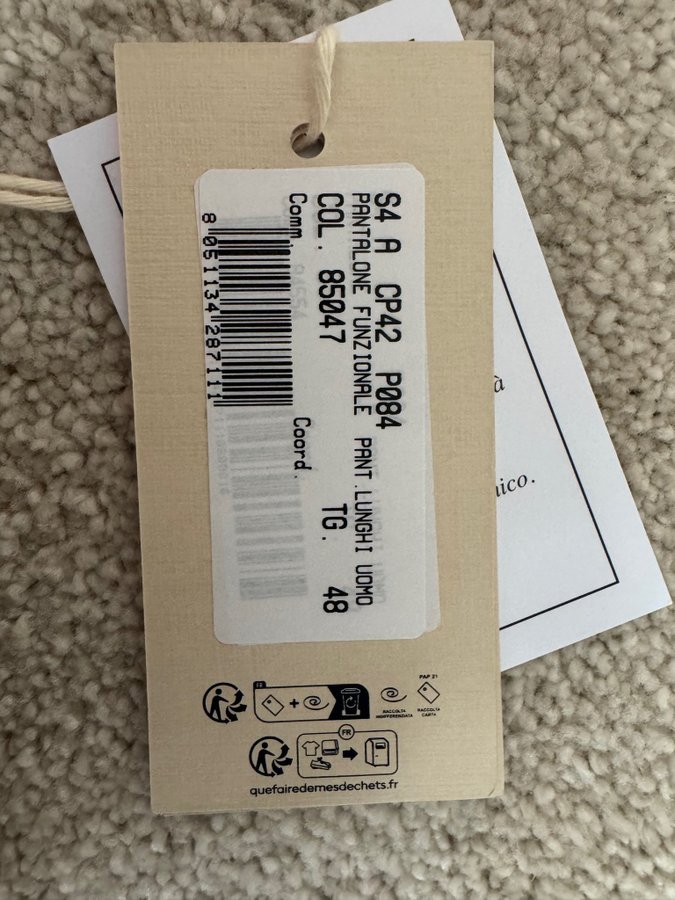 S4 A CP42 P084
PANTALONE FUNZIONALE PANT.LUNGHI UOMO
COL. 85047 TG. 48
Comm. Coord.
8 051134 287111
FR
RACCOLTA
INDIFFERENZIATA
PAP 21
RACCOLTA
CARTA
FR
quefairedemesdechets.fr
à
nico.